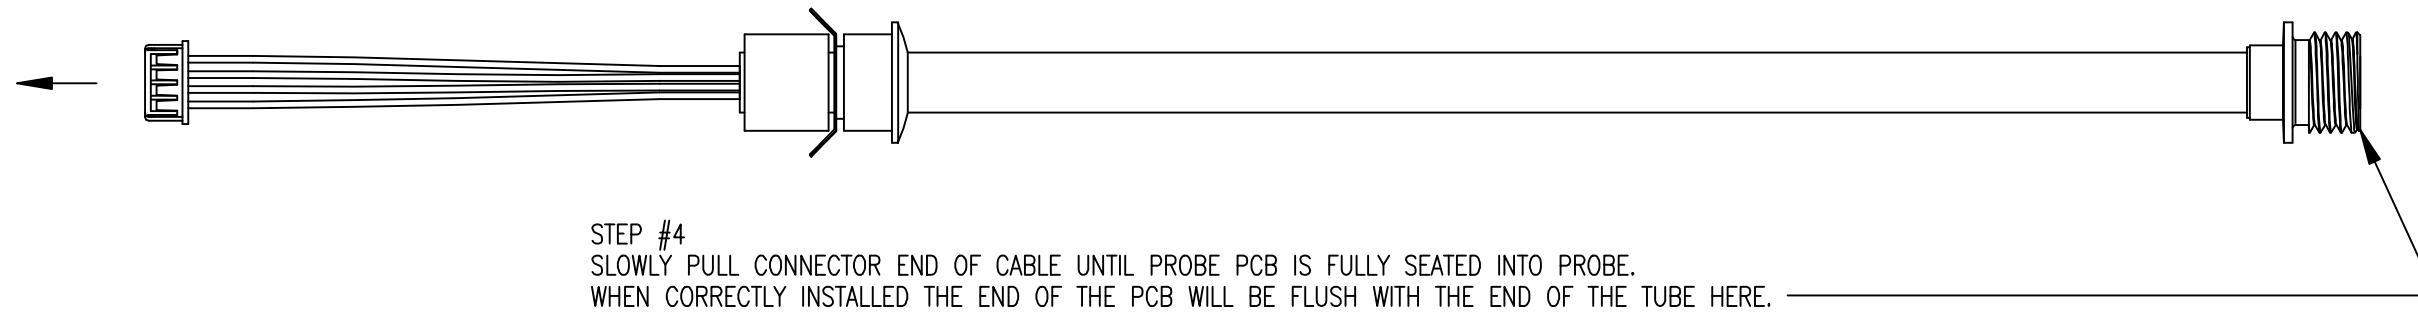 STEP #4
SLOWLY PULL CONNECTOR END OF CABLE UNTIL PROBE PCB IS FULLY SEATED INTO PROBE.
WHEN CORRECTLY INSTALLED THE END OF THE PCB WILL BE FLUSH WITH THE END OF THE TUBE HERE.